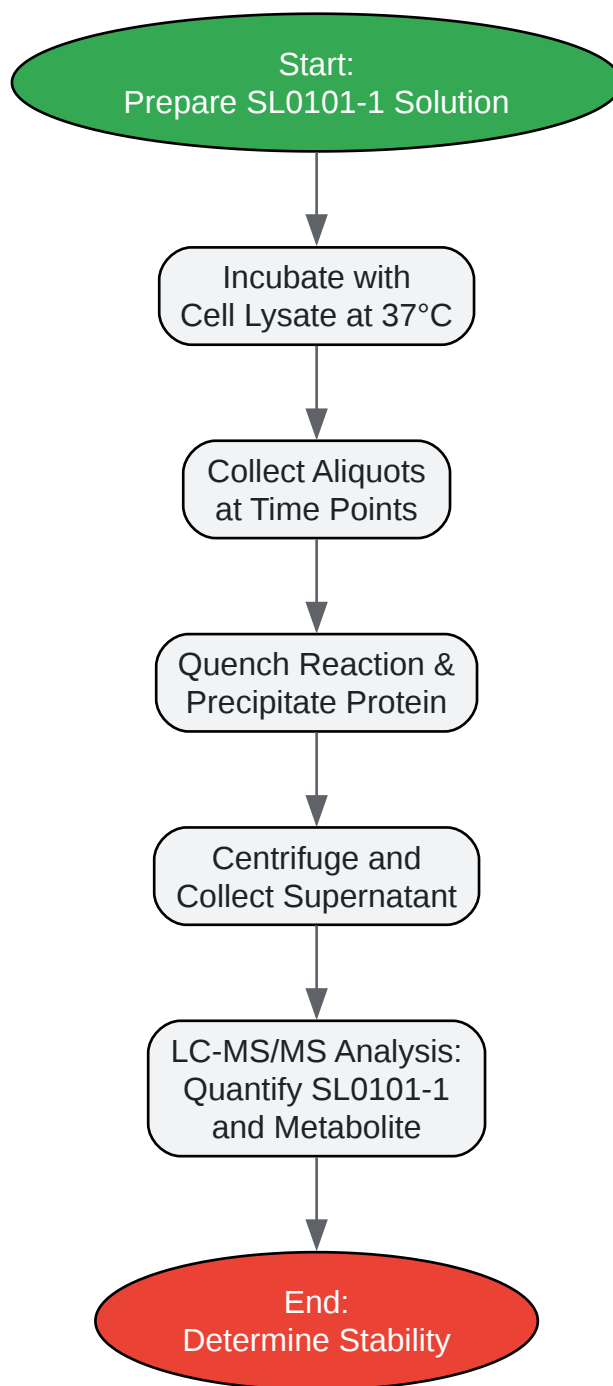 Start:
Prepare SL0101-1 Solution
Incubate with
Cell Lysate at 37°C
Collect Aliquots
at Time Points
Quench Reaction &
Precipitate Protein
Centrifuge and
Collect Supernatant
LC-MS/MS Analysis:
Quantify SL0101-1
and Metabolite
End:
Determine Stability